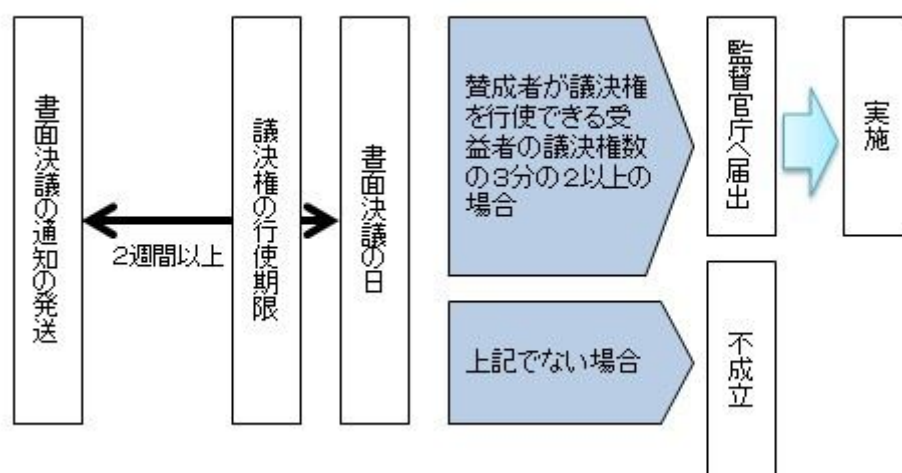 書面決議の通知の発送
2週間以上
議決権の行使期限
書面決議の日
賛成者が議決権
を行使できる受
益者の議決権数
の3分の2以上の
場合
監督官庁へ届出
実施
上記でない場合
不成立